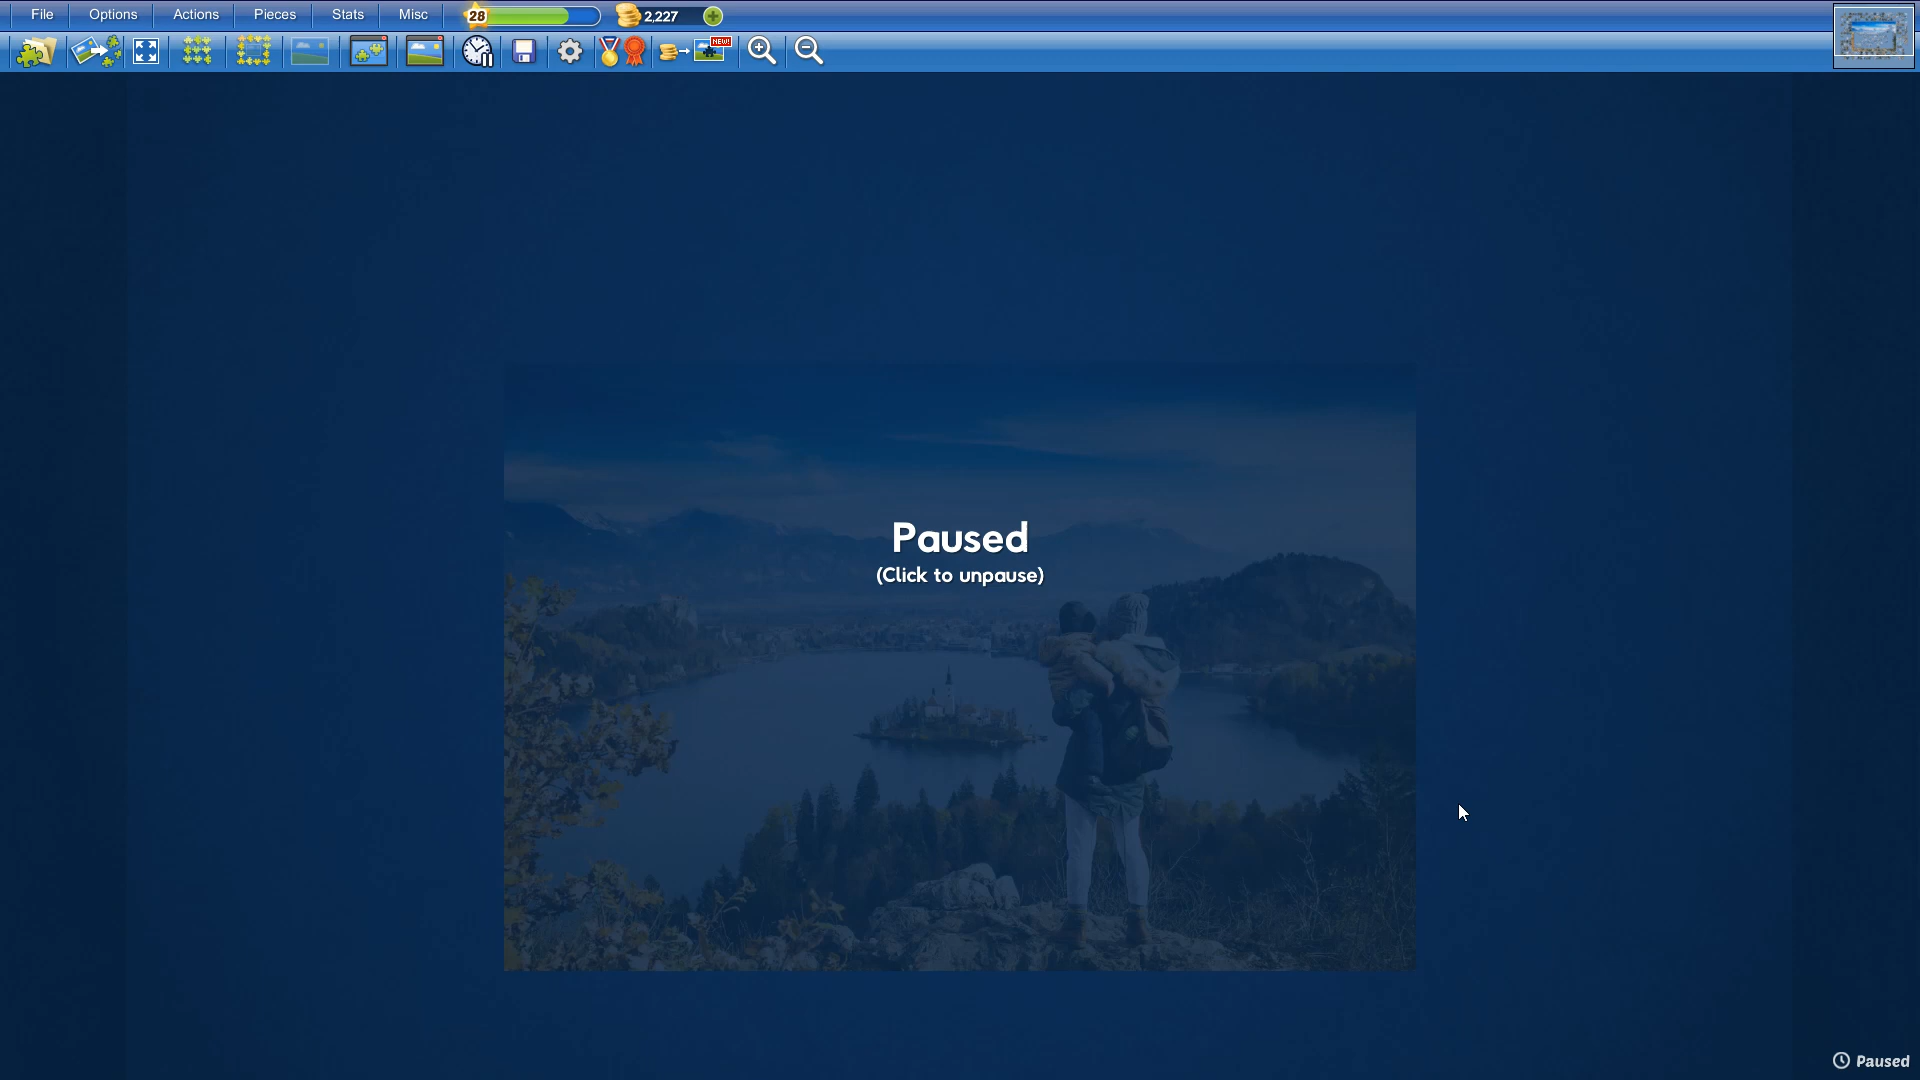 File Options Actions Pieces Stats Misc 28 2,227
NEW!
Paused
(Click to unpause)
Paused